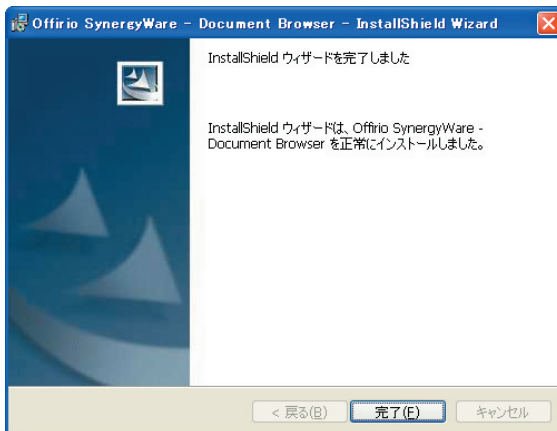 Offirio SynergyWare - Document Browser - InstallShield Wizard
InstallShield ウィザードを完了しました
InstallShield ウィザードは、Offirio SynergyWare -
Document Browser を正常にインストールしました。
< 戻る(B) 完了(F) キャンセル